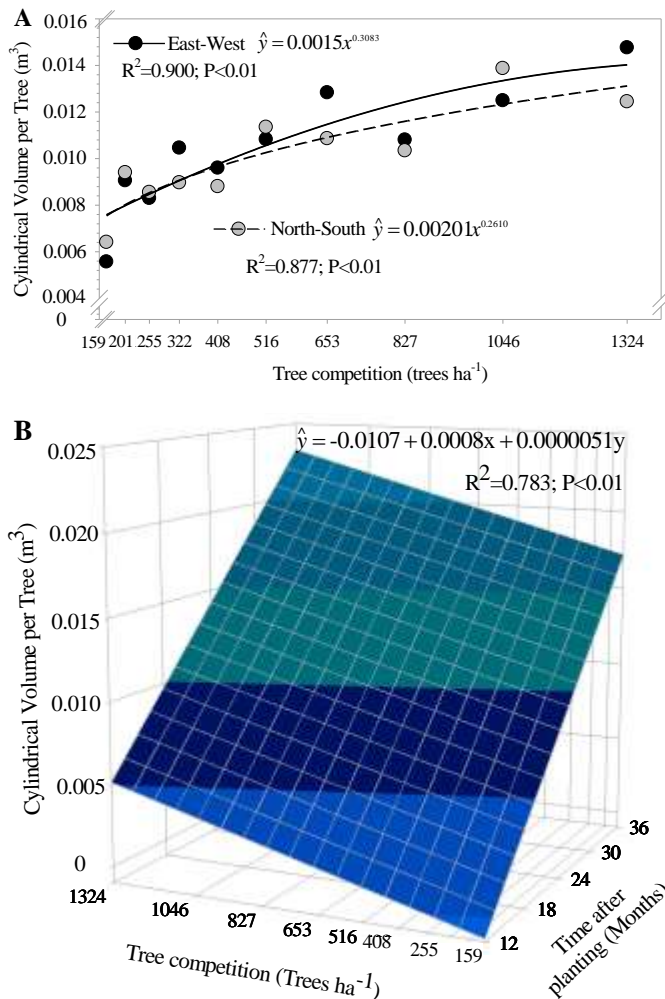 A
0.016
0.014
0.012
0.010
0.008
0.006
0.004
0
Cylindrical Volume per Tree (m³)
East-West ŷ = 0.0015x^0.3083
R²=0.900; P<0.01
North-South ŷ = 0.00201x^0.2610
R²=0.877; P<0.01
159 201 255 322 408 516 653 827 1046 1324
Tree competition (trees ha⁻¹)
B
ŷ = -0.0107 + 0.0008x + 0.0000051y
R²=0.783; P<0.01
0.025
0.020
0.015
0.010
0.005
0
Cylindrical Volume per Tree (m³)
1324 1046 827 653 516 408 255 159
Tree competition (Trees ha⁻¹)
12 18 24 30 36
Time after
planting (Months)